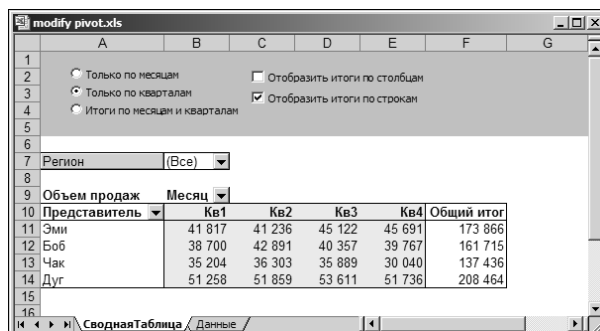 modify pivot.xls
A B C D E F G
1
2 Только по месяцам Отобразить итоги по столбцам
3 Только по кварталам Отобразить итоги по строкам
4 Итоги по месяцам и кварталам
5
6
7 Регион (Все)
8
9 Объем продаж Месяц
10 Представитель Кв1 Кв2 Кв3 Кв4 Общий итог
11 Эми 41 817 41 236 45 122 45 691 173 866
12 Боб 38 700 42 891 40 357 39 767 161 715
13 Чак 35 204 36 303 35 889 30 040 137 436
14 Дуг 51 258 51 859 53 611 51 736 208 464
15
16
СводнаяТаблица Данные